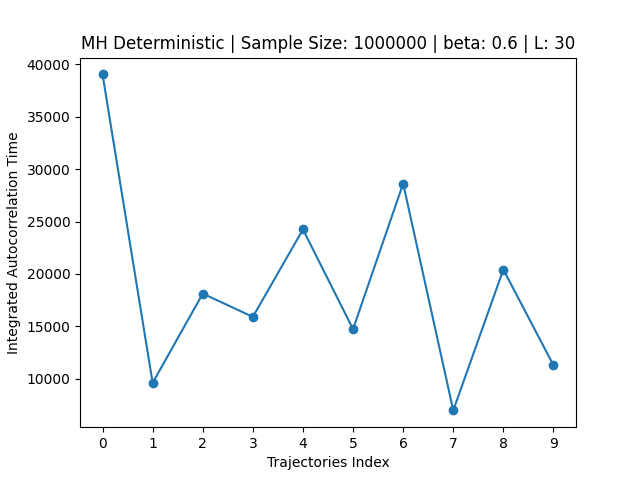 MH Deterministic | Sample Size: 1000000 | beta: 0.6 | L: 30
Integrated Autocorrelation Time
40000
35000
30000
25000
20000
15000
10000
0 1 2 3 4 5 6 7 8 9
Trajectories Index